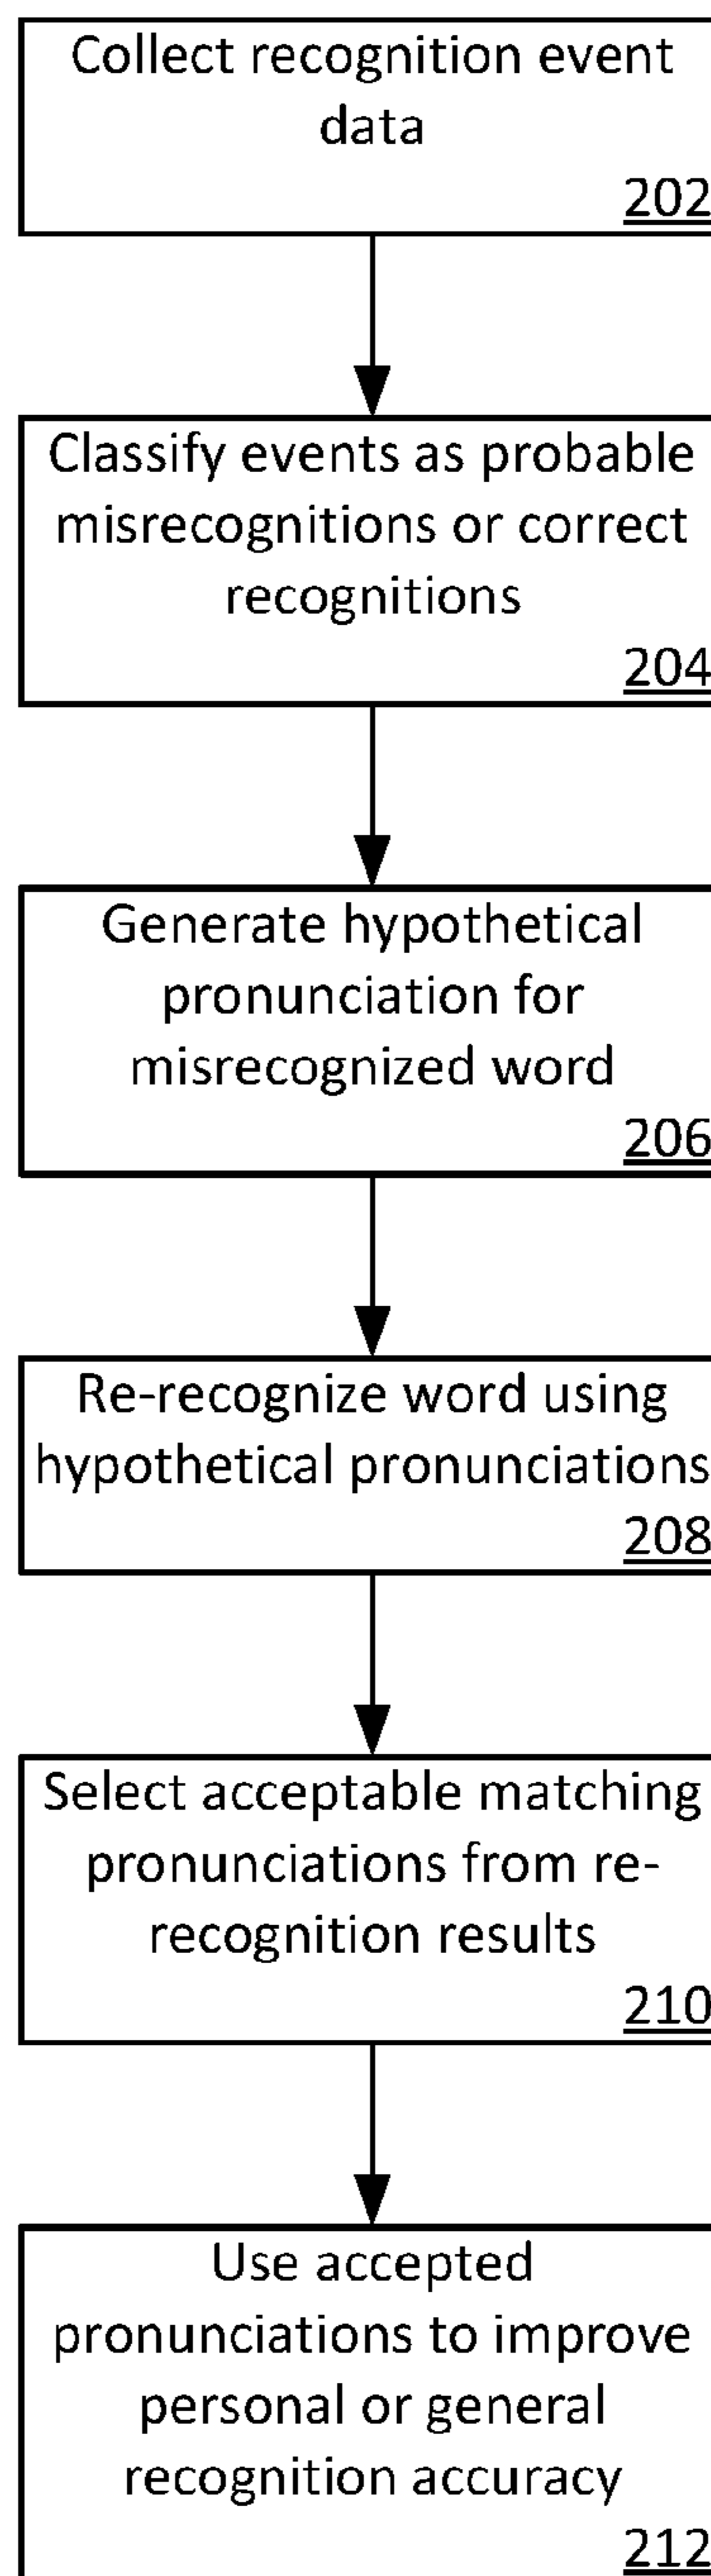 Collect recognition event
data
202
Classify events as probable
misrecognitions or correct
recognitions
204
Generate hypothetical
pronunciation for
misrecognized word
206
Re-recognize word using
hypothetical pronunciations
208
Select acceptable matching
pronunciations from re-
recognition results
210
Use accepted
pronunciations to improve
personal or general
recognition accuracy
212